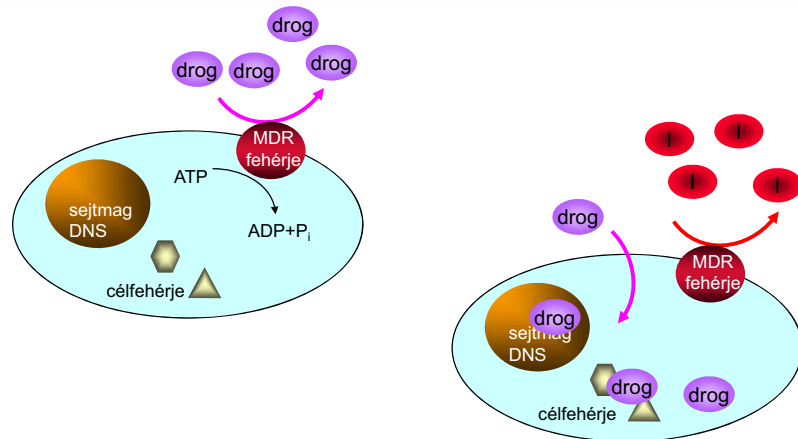 drog
drog
drog
drog
MDR
fehérje
ATP
ADP+Pi
sejtmag
DNS
célfehérje
I
I
I
I
drog
MDR
fehérje
drog
sejtmag
DNS
drog
drog
célfehérje